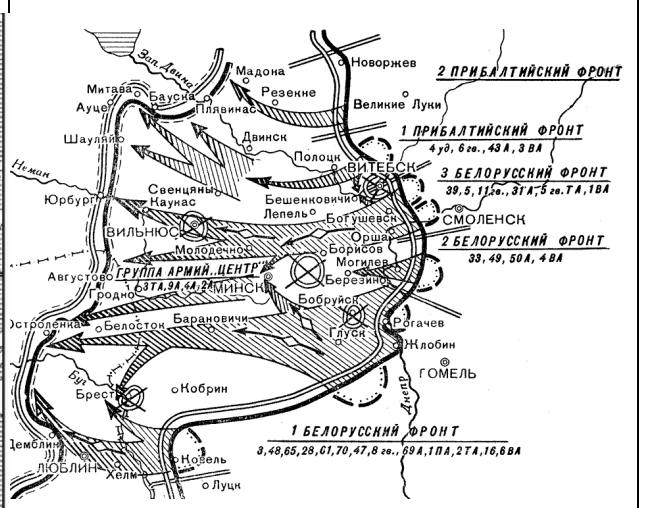 Зап. Двина
Новоржев
Мадона
2 ПРИБАЛТИЙСКИЙ ФРОНТ
Митава
Бауска
Резекне
Ауце
Плявинас
Великие Луки
Двинск
1 ПРИБАЛТИЙСКИЙ ФРОНТ
4 уд, 6 гв., 43 А, 3 ВА
Шауляй
Полоцк
ВИТЕБСК
3 БЕЛОРУССКИЙ ФРОНТ
Неман
39, 5, 11 гв., 31 А, 5 гв. ТА, 1 ВА
Свенцяны
Бешенковичи
Юрбург
Каунас
Лепель
Богушевск
СМОЛЕНСК
ВИЛЬНЮС
Орша
2 БЕЛОРУССКИЙ ФРОНТ
Молодечно
Борисов
33, 49, 50 А, 4 ВА
Могилев
Августов
ГРУППА АРМИЙ „ЦЕНТР"
МИНСК
Березино
Гродно
3 ТА, 9 А, 4 А, 2 А
Бобруйск
Остроленка
Белосток
Барановичи
Рогачев
Глуск
Жлобин
ГОМЕЛЬ
Буг
Брест
Кобрин
Днепр
1 БЕЛОРУССКИЙ ФРОНТ
Демблин
3, 48, 65, 28, 61, 70, 47, 8 гв., 69 А, 1 ПА, 2 ТА, 16, 6 ВА
ЛЮБЛИН
Ковель
Хелм
Луцк